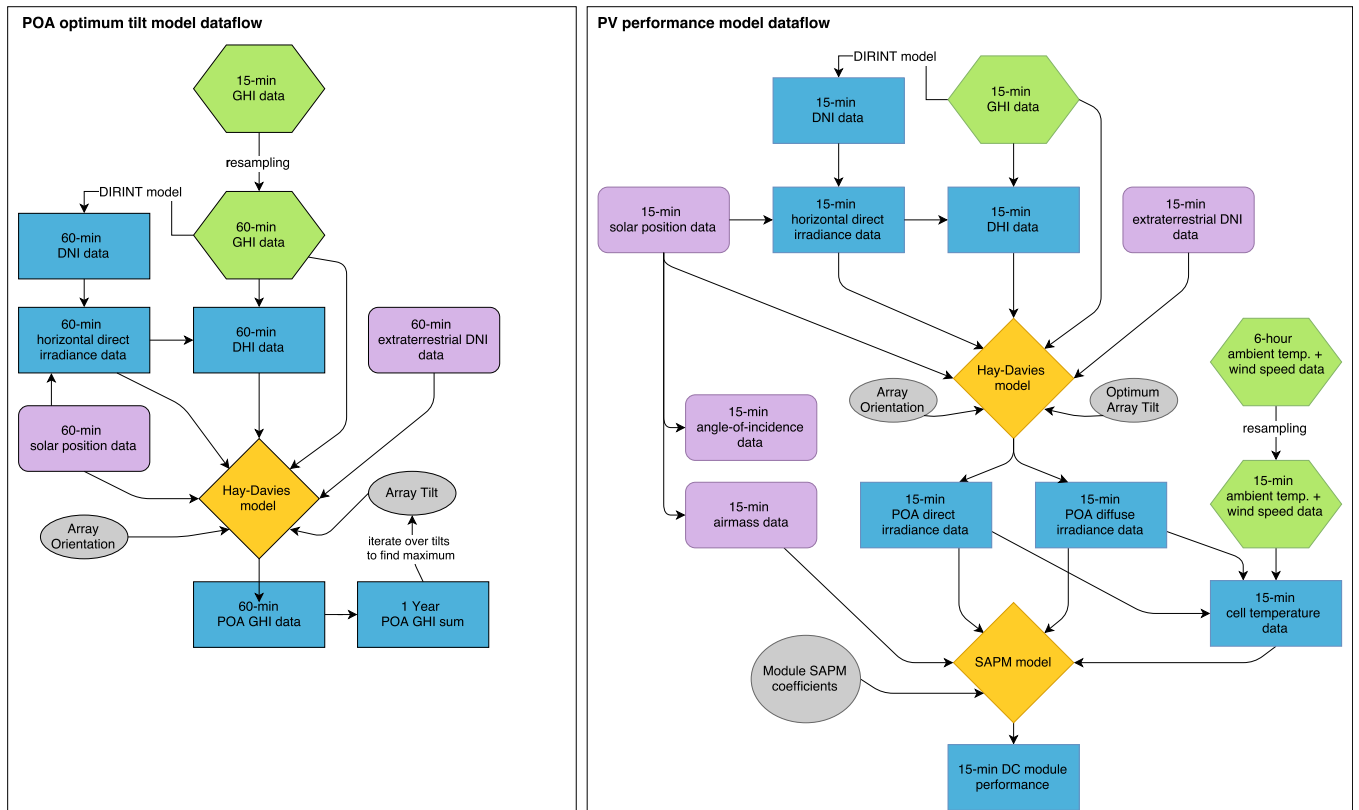 POA optimum tilt model dataflow
15-min
GHI data
resampling
DIRINT model
60-min
DNI data
60-min
GHI data
60-min
horizontal direct
irradiance data
60-min
DHI data
60-min
extraterrestrial DNI
data
60-min
solar position data
Hay-Davies
model
Array Tilt
Array
Orientation
iterate over tilts
to find maximum
60-min
POA GHI data
1 Year
POA GHI sum
PV performance model dataflow
DIRINT model
15-min
DNI data
15-min
GHI data
15-min
solar position data
15-min
horizontal direct
irradiance data
15-min
DHI data
15-min
extraterrestrial DNI
data
Hay-Davies
model
6-hour
ambient temp. +
wind speed data
Array
Orientation
Optimum
Array Tilt
resampling
15-min
angle-of-incidence
data
15-min
airmass data
15-min
POA direct
irradiance data
15-min
POA diffuse
irradiance data
15-min
ambient temp. +
wind speed data
15-min
cell temperature
data
SAPM model
Module SAPM
coefficients
15-min DC module
performance